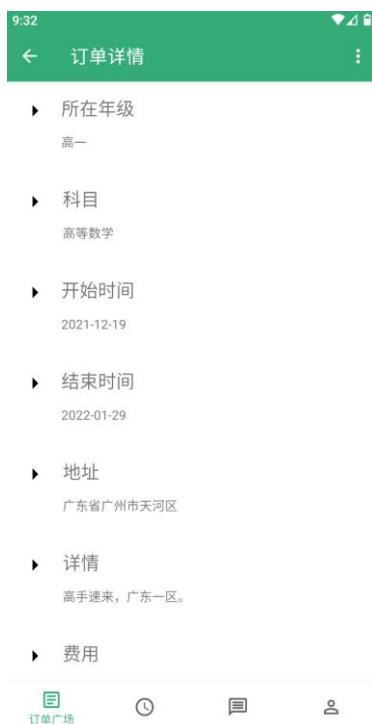 9:32
订单详情
所在年级
高一
科目
高等数学
开始时间
2021-12-19
结束时间
2022-01-29
地址
广东省广州市天河区
详情
高手速来，广东一区。
费用
订单广场